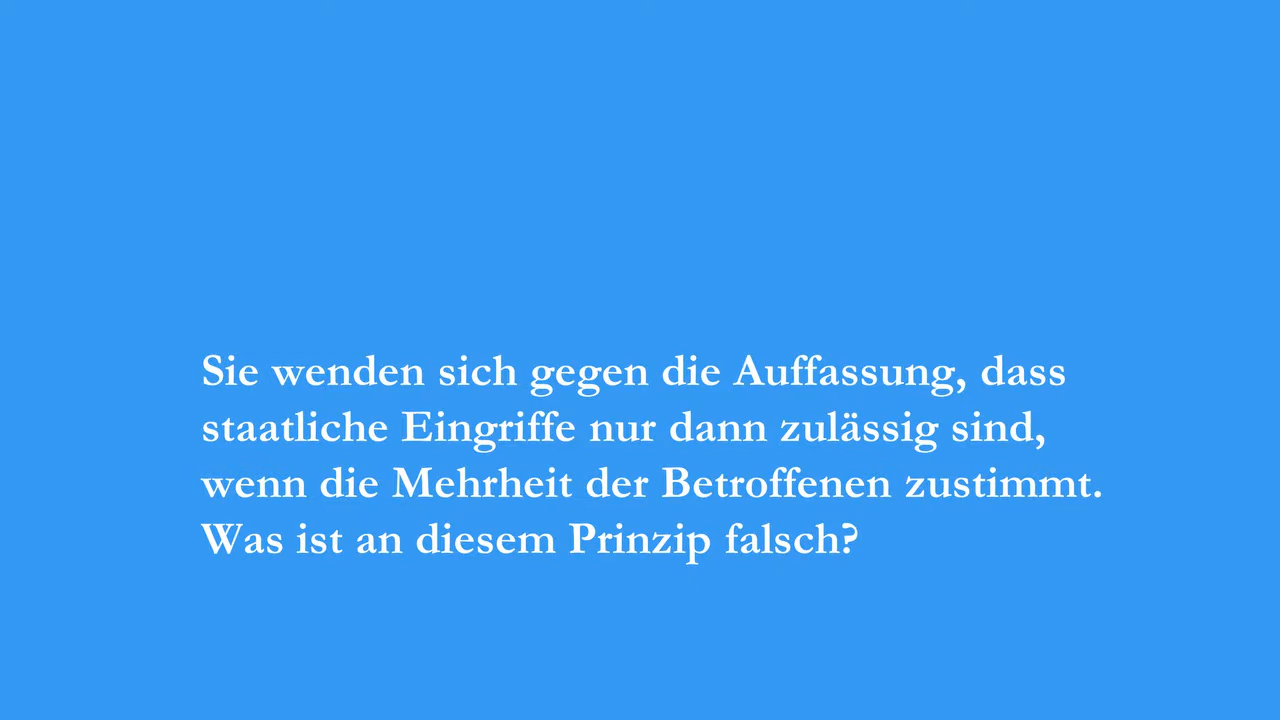 Sie wenden sich gegen die Auffassung, dass
staatliche Eingriffe nur dann zulässig sind,
wenn die Mehrheit der Betroffenen zustimmt.
Was ist an diesem Prinzip falsch?